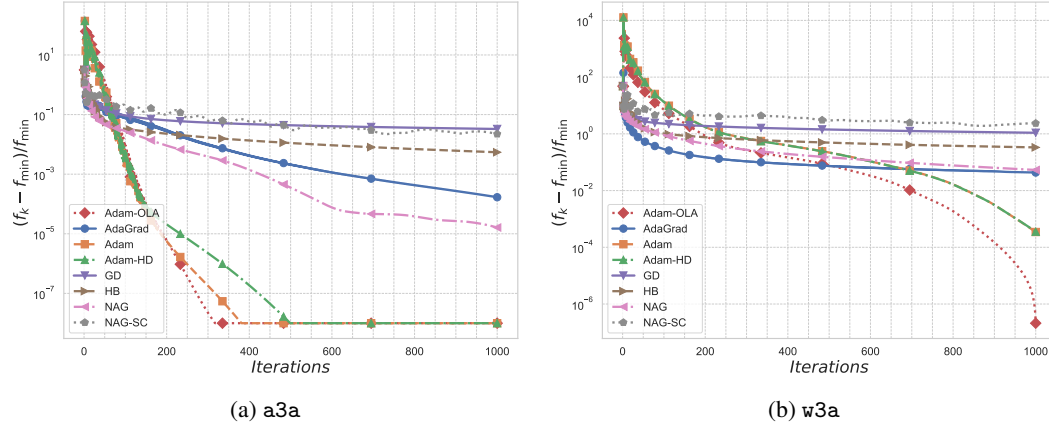 (f_k − f_min)/f_min
10^1
10^−1
10^−3
10^−5
10^−7
Adam-OLA
AdaGrad
Adam
Adam-HD
GD
HB
NAG
NAG-SC
0 200 400 600 800 1000
Iterations
(a) a3a
(f_k − f_min)/f_min
10^4
10^2
10^0
10^−2
10^−4
10^−6
Adam-OLA
AdaGrad
Adam
Adam-HD
GD
HB
NAG
NAG-SC
0 200 400 600 800 1000
Iterations
(b) w3a